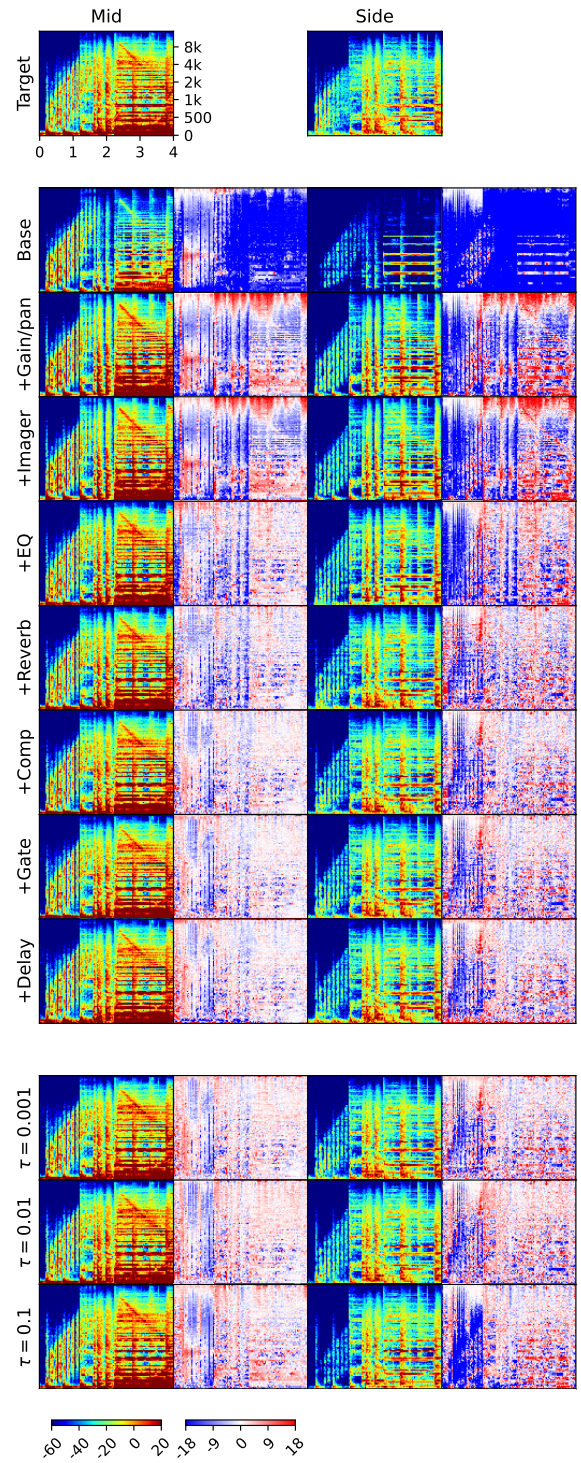 Mid Side
Target
8k
4k
2k
1k
500
0
0 1 2 3 4
Base
+Gain/pan
+Imager
+EQ
+Reverb
+Comp
+Gate
+Delay
τ = 0.001
τ = 0.01
τ = 0.1
-60 -40 -20 0 20 -18 -9 0 9 18